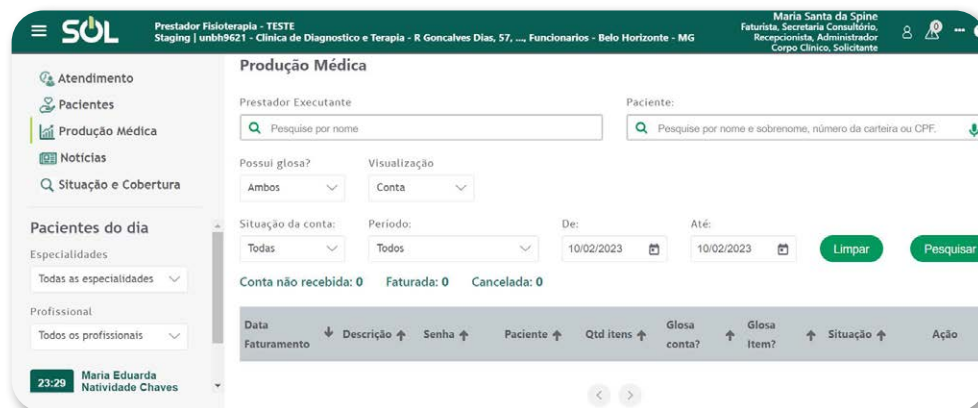 SOL
Prestador Fisioterapia - TESTE
Staging | unbh9621 - Clinica de Diagnostico e Terapia - R Goncalves Dias, 57, ..., Funcionarios - Belo Horizonte - MG
Maria Santa da Spine
Faturista, Secretaria Consultório,
Recepcionista, Administrador
Corpo Clínico, Solicitante
Atendimento
Pacientes
Produção Médica
Notícias
Situação e Cobertura
Pacientes do dia
Especialidades
Todas as especialidades
Profissional
Todos os profissionais
23:29 Maria Eduarda
Natividade Chaves
Produção Médica
Prestador Executante
Paciente:
Pesquise por nome
Pesquise por nome e sobrenome, número da carteira ou CPF.
Possui glosa?
Visualização
Ambos
Conta
Situação da conta:
Período:
De:
Até:
Todas
Todos
10/02/2023
10/02/2023
Limpar
Pesquisar
Conta não recebida: 0 Faturada: 0 Cancelada: 0
Data Faturamento
Descrição
Senha
Paciente
Qtd itens
Glosa conta?
Glosa Item?
Situação
Ação